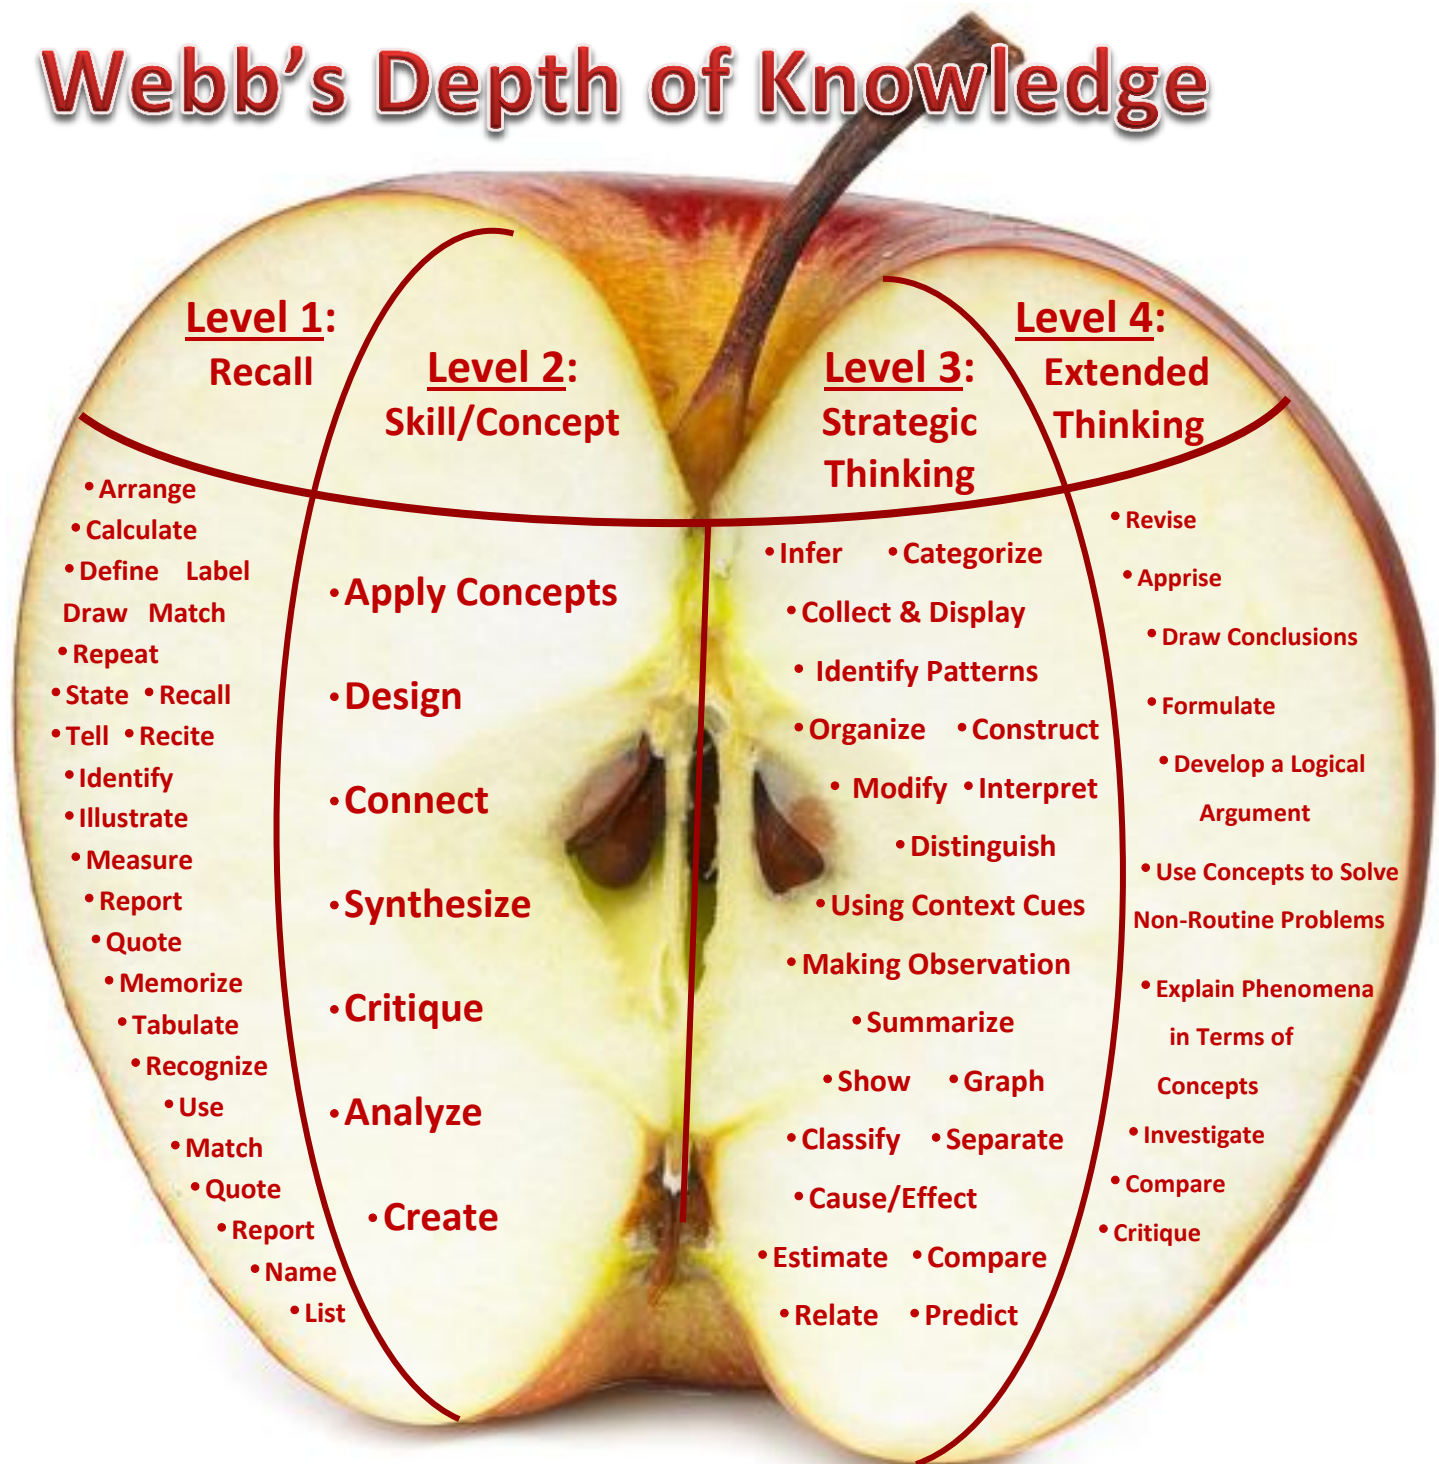 Webb's Depth of Knowledge
Level 1:
Recall
• Arrange
• Calculate
• Define Label
Draw Match
• Repeat
• State • Recall
• Tell • Recite
• Identify
• Illustrate
• Measure
• Report
• Quote
• Memorize
• Tabulate
• Recognize
• Use
• Match
• Quote
• Report
• Name
• List
Level 2:
Skill/Concept
• Apply Concepts
• Design
• Connect
• Synthesize
• Critique
• Analyze
• Create
Level 3:
Strategic
Thinking
• Infer • Categorize
• Collect & Display
• Identify Patterns
• Organize • Construct
• Modify • Interpret
• Distinguish
• Using Context Cues
• Making Observation
• Summarize
• Show • Graph
• Classify • Separate
• Cause/Effect
• Estimate • Compare
• Relate • Predict
Level 4:
Extended
Thinking
• Revise
• Apprise
• Draw Conclusions
• Formulate
• Develop a Logical
Argument
• Use Concepts to Solve
Non-Routine Problems
• Explain Phenomena
in Terms of
Concepts
• Investigate
• Compare
• Critique